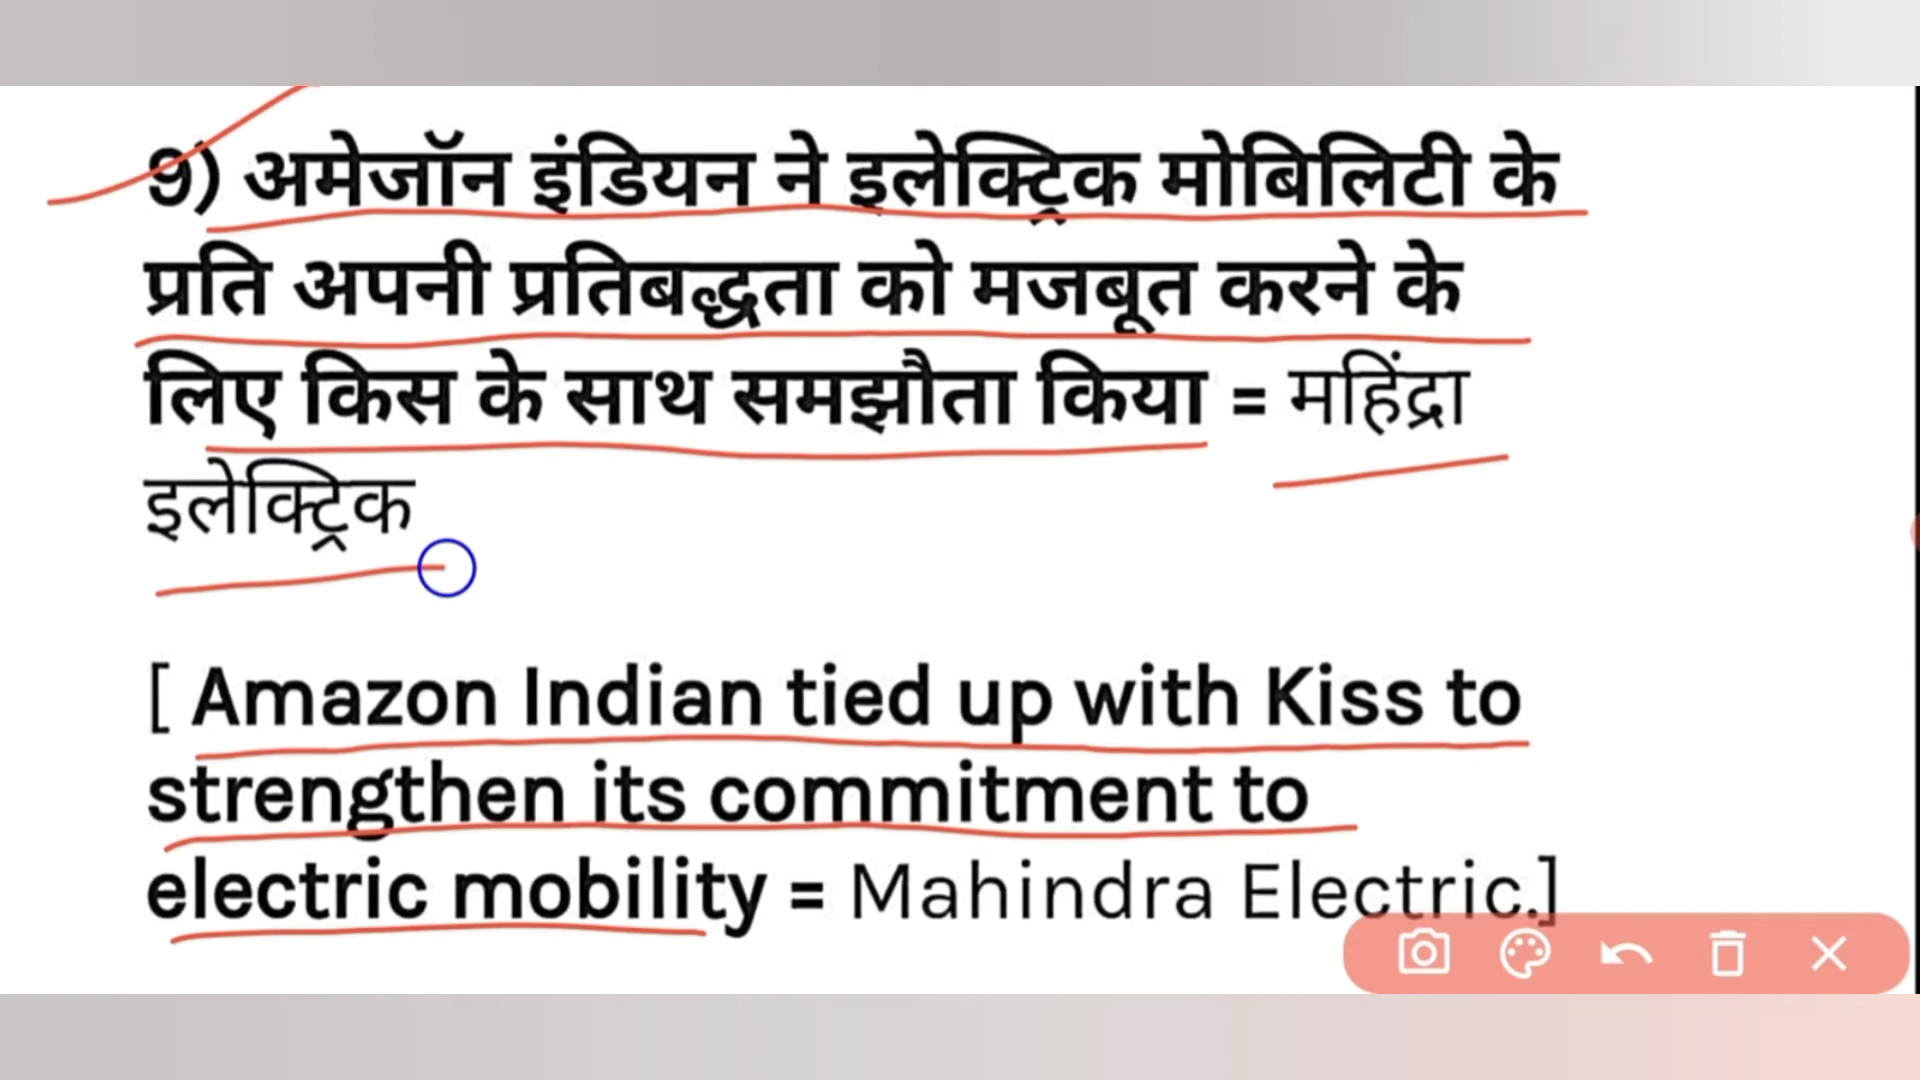 9) अमेजॉन इंडियन ने इलेक्ट्रिक मोबिलिटी के
प्रति अपनी प्रतिबद्धता को मजबूत करने के
लिए किस के साथ समझौता किया = महिंद्रा
इलेक्ट्रिक
[ Amazon Indian tied up with Kiss to
strengthen its commitment to
electric mobility = Mahindra Electric.]